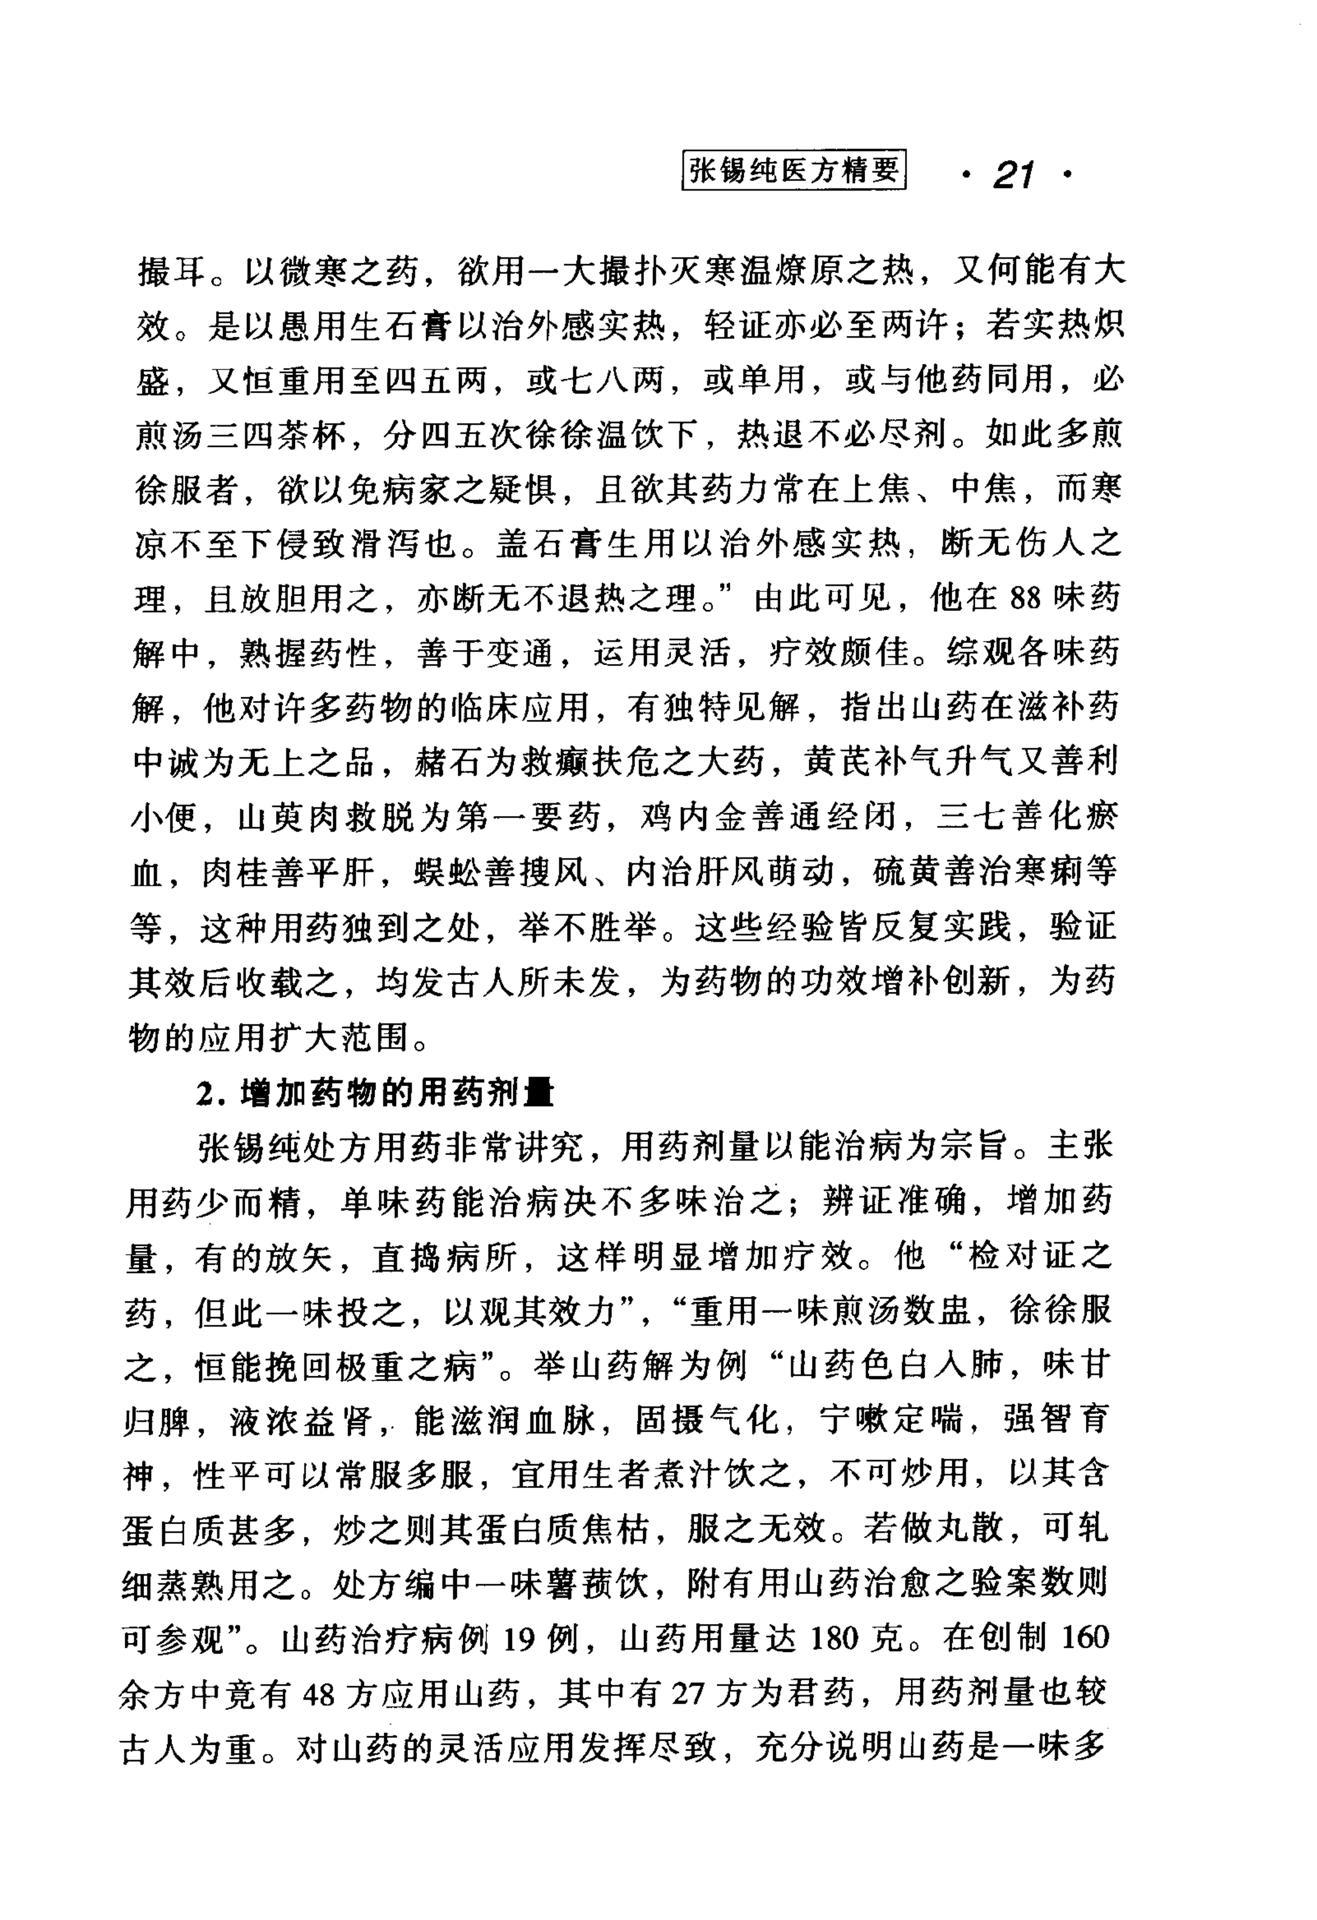 张锡纯医方精要 · 21 ·
撮耳。以微寒之药，欲用一大撮扑灭寒温燎原之热，又何能有大
效。是以愚用生石膏以治外感实热，轻证亦必至两许；若实热炽
盛，又恒重用至四五两，或七八两，或单用，或与他药同用，必
煎汤三四茶杯，分四五次徐徐温饮下，热退不必尽剂。如此多煎
徐服者，欲以免病家之疑惧，且欲其药力常在上焦、中焦，而寒
凉不至下侵致滑泻也。盖石膏生用以治外感实热，断无伤人之
理，且放胆用之，亦断无不退热之理。”由此可见，他在 88 味药
解中，熟握药性，善于变通，运用灵活，疗效颇佳。综观各味药
解，他对许多药物的临床应用，有独特见解，指出山药在滋补药
中诚为无上之品，赭石为救癫扶危之大药，黄芪补气升气又善利
小便，山萸肉救脱为第一要药，鸡内金善通经闭，三七善化瘀
血，肉桂善平肝，蜈蚣善搜风、内治肝风萌动，硫黄善治寒痢等
等，这种用药独到之处，举不胜举。这些经验皆反复实践，验证
其效后收载之，均发古人所未发，为药物的功效增补创新，为药
物的应用扩大范围。
2. 增加药物的用药剂量
张锡纯处方用药非常讲究，用药剂量以能治病为宗旨。主张
用药少而精，单味药能治病决不多味治之；辨证准确，增加药
量，有的放矢，直捣病所，这样明显增加疗效。他“检对证之
药，但此一味投之，以观其效力”，“重用一味煎汤数盅，徐徐服
之，恒能挽回极重之病”。举山药解为例“山药色白入肺，味甘
归脾，液浓益肾，能滋润血脉，固摄气化，宁嗽定喘，强智育
神，性平可以常服多服，宜用生者煮汁饮之，不可炒用，以其含
蛋白质甚多，炒之则其蛋白质焦枯，服之无效。若做丸散，可轧
细蒸熟用之。处方编中一味薯蓣饮，附有用山药治愈之验案数则
可参观”。山药治疗病例 19 例，山药用量达 180 克。在创制 160
余方中竟有 48 方应用山药，其中有 27 方为君药，用药剂量也较
古人为重。对山药的灵活应用发挥尽致，充分说明山药是一味多